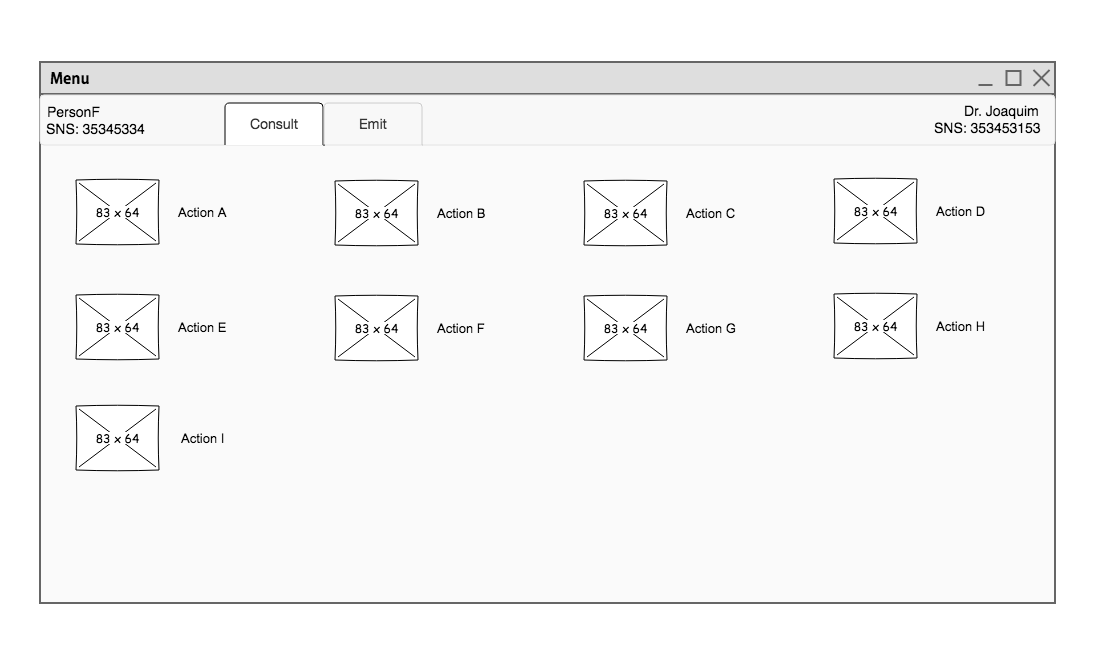 Menu
PersonF
SNS: 35345334
Consult
Emit
Dr. Joaquim
SNS: 353453153
83 x 64
Action A
83 x 64
Action B
83 x 64
Action C
83 x 64
Action D
83 x 64
Action E
83 x 64
Action F
83 x 64
Action G
83 x 64
Action H
83 x 64
Action I